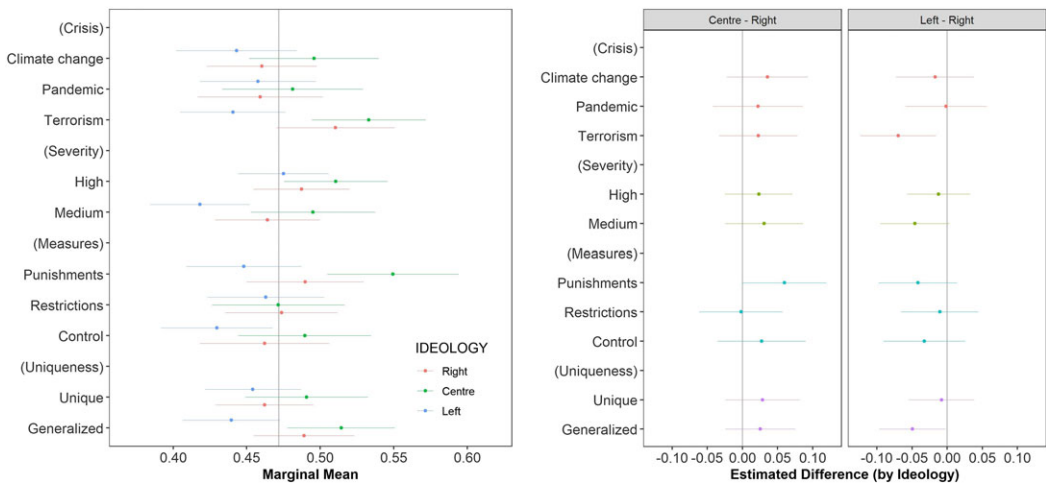 (Crisis)
Climate change
Pandemic
Terrorism
(Severity)
High
Medium
(Measures)
Punishments
Restrictions
Control
(Uniqueness)
Unique
Generalized
IDEOLOGY
Right
Centre
Left
0.40 0.45 0.50 0.55 0.60
Marginal Mean
Centre - Right Left - Right
(Crisis)
Climate change
Pandemic
Terrorism
(Severity)
High
Medium
(Measures)
Punishments
Restrictions
Control
(Uniqueness)
Unique
Generalized
-0.10 -0.05 0.00 0.05 0.10 -0.10 -0.05 0.00 0.05 0.10
Estimated Difference (by Ideology)